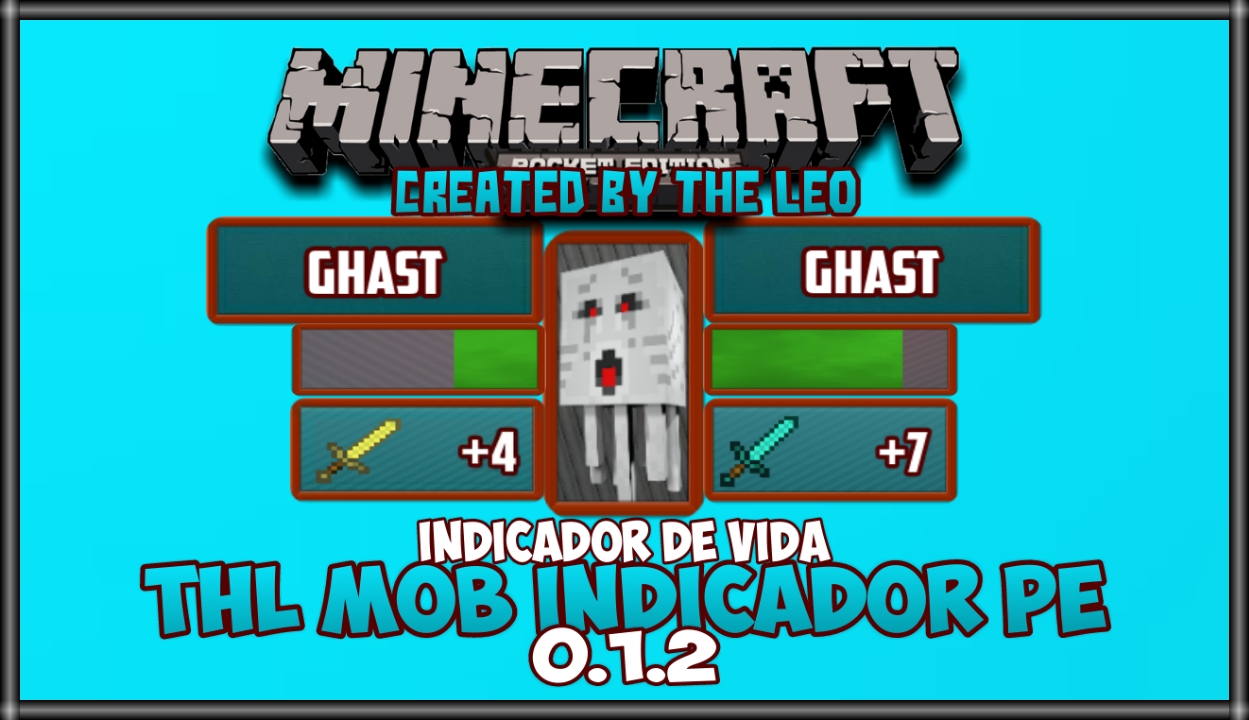 MINECRAFT
POCKET EDITION
CREATED BY THE LEO
GHAST GHAST
+4 +7
INDICADOR DE VIDA
THL MOB INDICADOR PE
0.1.2